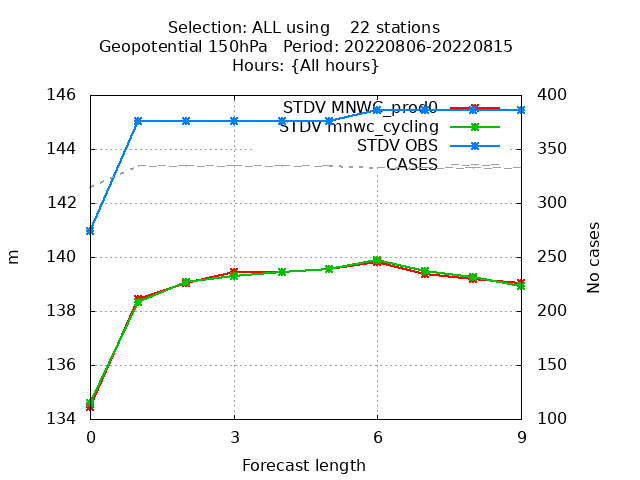 Selection: ALL using 22 stations
Geopotential 150hPa Period: 20220806-20220815
Hours: {All hours}
146 400
STDV MNWC_prod0
STDV mnwc_cycling
144 STDV OBS 350
CASES
142 300
140 250
m No cases
138 200
136 150
134 100
0 3 6 9
Forecast length